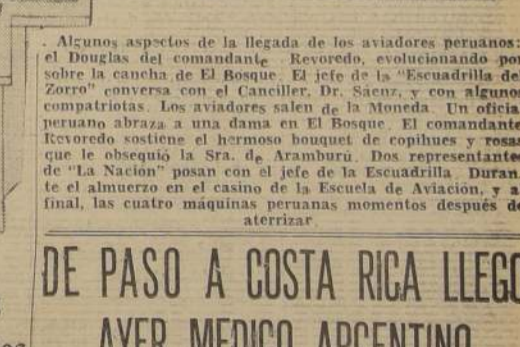 . Algunos aspectos de la llegada de los aviadores peruanos:
el Douglas del comandante Revoredo, evolucionando por
sobre la cancha de El Bosque. El jefe de la "Escuadrilla del
Zorro" conversa con el Canciller, Dr. Sáenz, y con algunos
compatriotas. Los aviadores salen de la Moneda. Un oficia
peruano abraza a una dama en El Bosque. El comandante
Revoredo sostiene el hermoso bouquet de copihues y rosas
que le obsequió la Sra. de Aramburú. Dos representantes
de "La Nación" posan con el jefe de la Escuadrilla. Duran
te el almuerzo en el casino de la Escuela de Aviación, y a
final, las cuatro máquinas peruanas momentos después de
aterrizar
DE PASO A COSTA RICA LLEGO
AYER MEDICO ARGENTINO